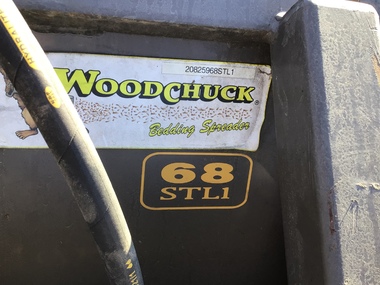 20825968STL1
WOODCHUCK®
Bedding Spreader
68
STL1